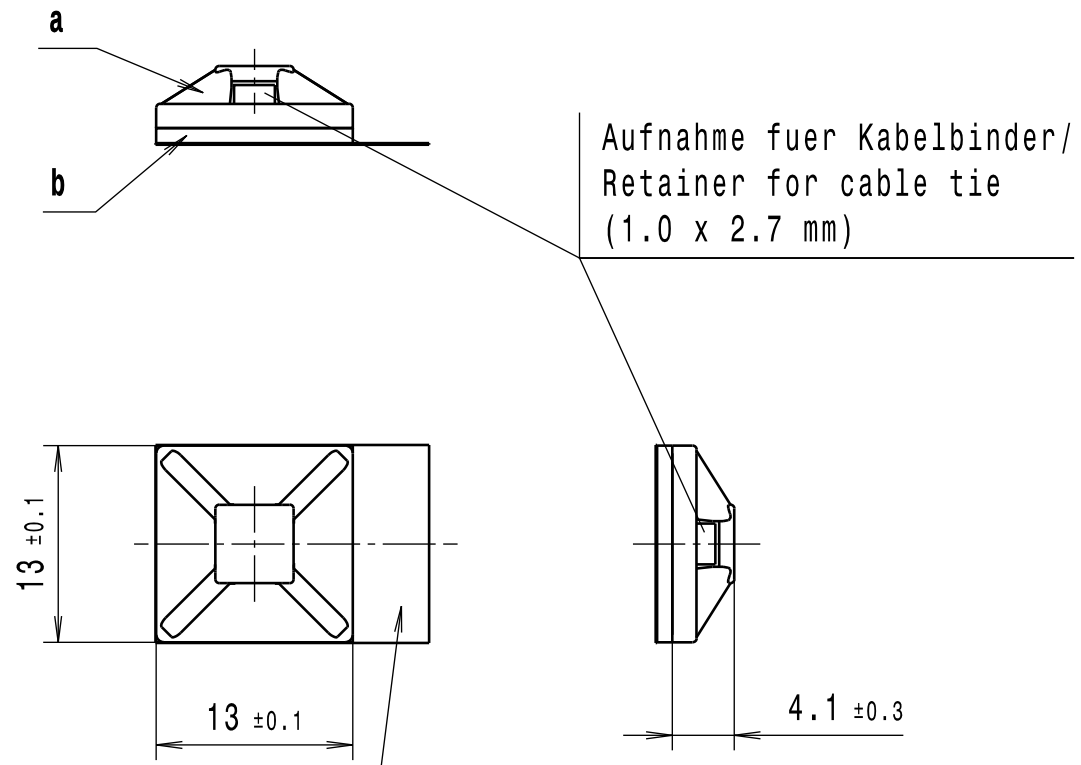 a
Aufnahme fuer Kabelbinder/
Retainer for cable tie
(1.0 x 2.7 mm)
b
13 ±0.1
13 ±0.1
4.1 ±0.3